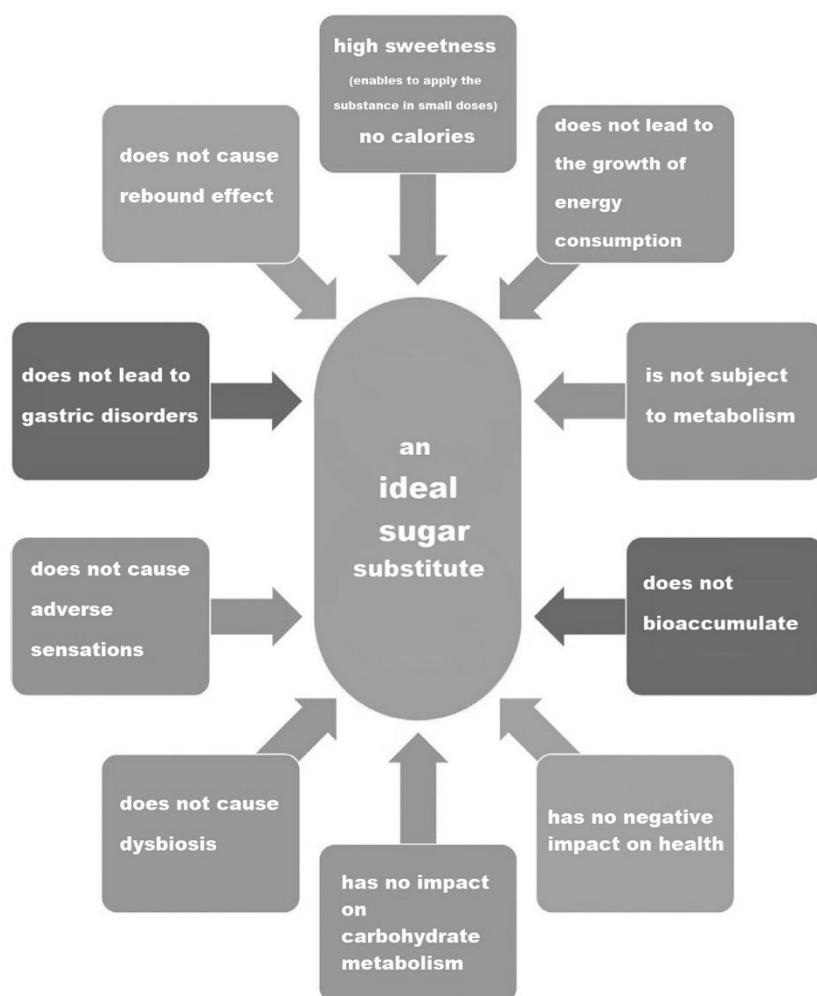 high sweetness
(enables to apply the
substance in small doses)
no calories
does not lead to
the growth of
energy
consumption
is not subject
to metabolism
does not
bioaccumulate
has no negative
impact on health
has no impact
on
carbohydrate
metabolism
does not cause
dysbiosis
does not cause
adverse
sensations
does not lead to
gastric disorders
does not cause
rebound effect
an
ideal
sugar
substitute